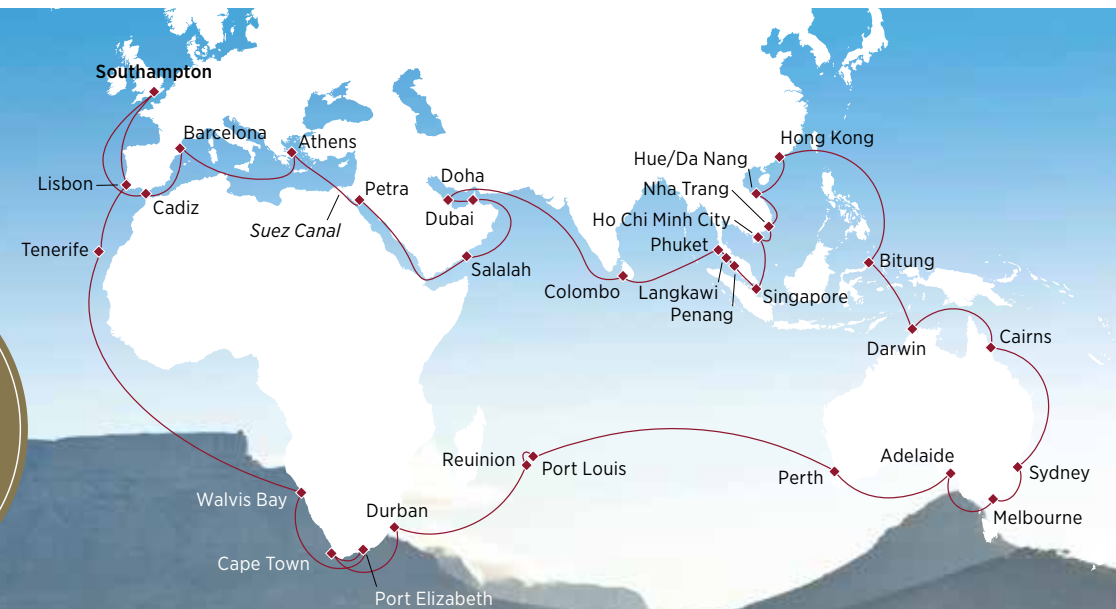 Southampton
Barcelona
Athens
Lisbon
Cadiz
Petra
Suez Canal
Tenerife
Doha
Dubai
Salalah
Colombo
Hong Kong
Hue/Da Nang
Nha Trang
Ho Chi Minh City
Phuket
Langkawi
Penang
Singapore
Bitung
Darwin
Cairns
Reunion
Port Louis
Perth
Adelaide
Sydney
Melbourne
Walvis Bay
Durban
Cape Town
Port Elizabeth